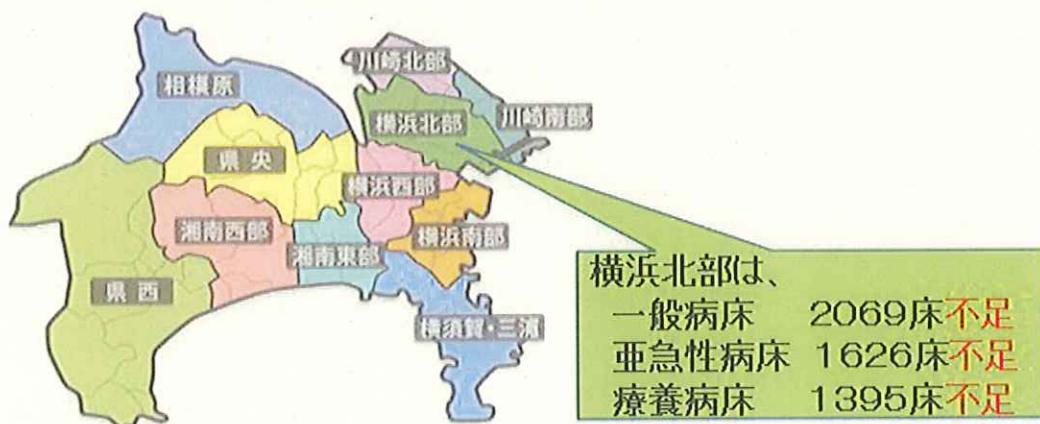 川崎北部
相模原
横浜北部
川崎南部
県央
横浜西部
湘南西部
湘南東部
横浜南部
県西
横須賀・三浦
横浜北部は、
一般病床 2069床不足
亜急性病床 1626床不足
療養病床 1395床不足